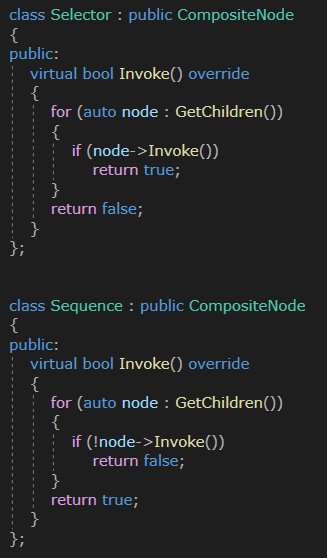 class Selector : public CompositeNode
{
public:
    virtual bool Invoke() override
    {
        for (auto node : GetChildren())
        {
            if (node->Invoke())
                return true;
        }
        return false;
    }
};

class Sequence : public CompositeNode
{
public:
    virtual bool Invoke() override
    {
        for (auto node : GetChildren())
        {
            if (!node->Invoke())
                return false;
        }
        return true;
    }
};